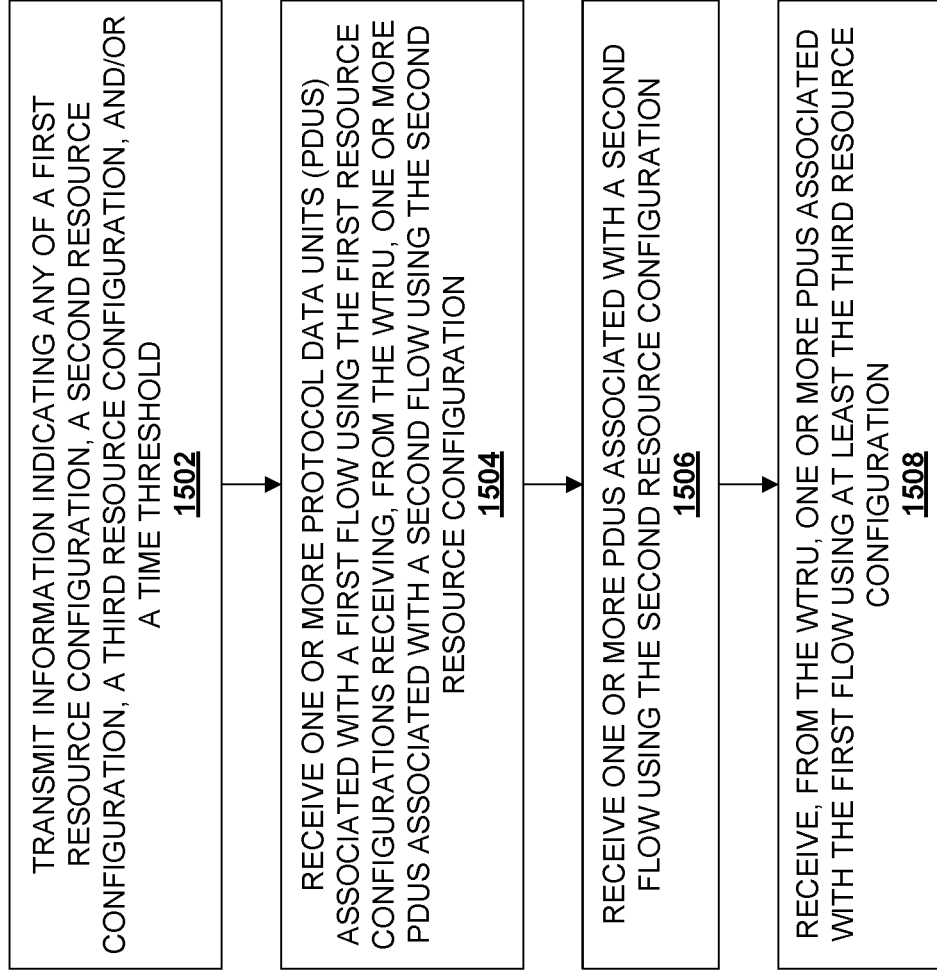 TRANSMIT INFORMATION INDICATING ANY OF A FIRST
RESOURCE CONFIGURATION, A SECOND RESOURCE
CONFIGURATION, A THIRD RESOURCE CONFIGURATION, AND/OR
A TIME THRESHOLD
1502
RECEIVE ONE OR MORE PROTOCOL DATA UNITS (PDUS)
ASSOCIATED WITH A FIRST FLOW USING THE FIRST RESOURCE
CONFIGURATIONS RECEIVING, FROM THE WTRU, ONE OR MORE
PDUS ASSOCIATED WITH A SECOND FLOW USING THE SECOND
RESOURCE CONFIGURATION
1504
RECEIVE ONE OR MORE PDUS ASSOCIATED WITH A SECOND
FLOW USING THE SECOND RESOURCE CONFIGURATION
1506
RECEIVE, FROM THE WTRU, ONE OR MORE PDUS ASSOCIATED
WITH THE FIRST FLOW USING AT LEAST THE THIRD RESOURCE
CONFIGURATION
1508